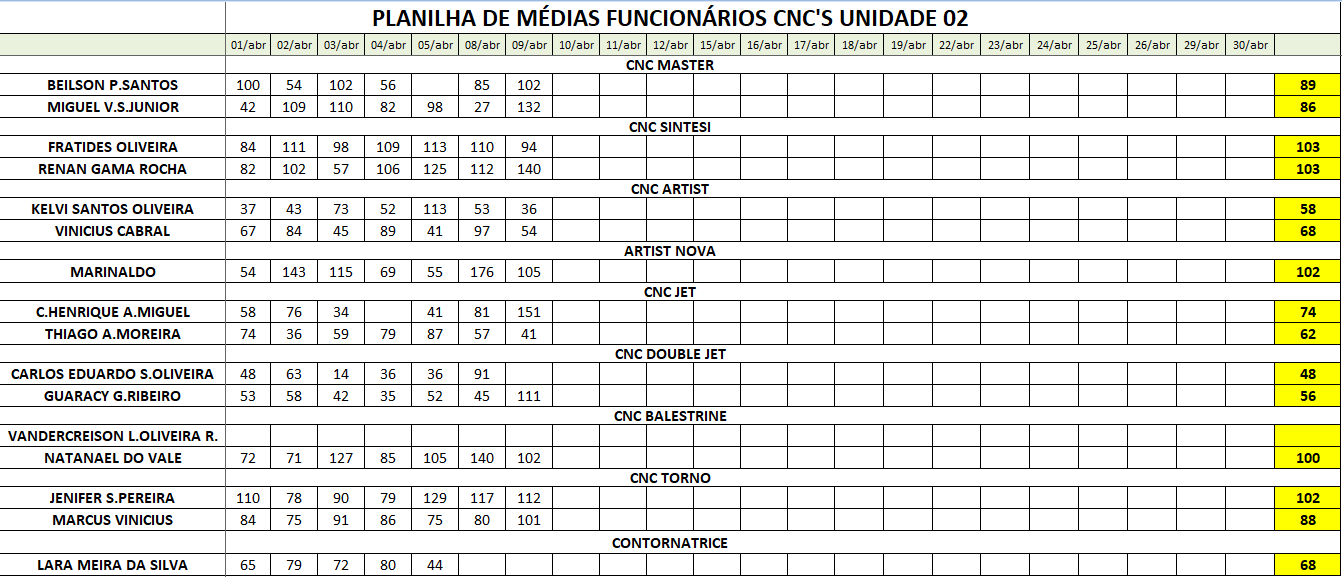 PLANILHA DE MÉDIAS FUNCIONÁRIOS CNC'S UNIDADE 02
01/abr 02/abr 03/abr 04/abr 05/abr 08/abr 09/abr 10/abr 11/abr 12/abr 15/abr 16/abr 17/abr 18/abr 19/abr 22/abr 23/abr 24/abr 25/abr 26/abr 29/abr 30/abr
CNC MASTER
BEILSON P.SANTOS 100 54 102 56 85 102 89
MIGUEL V.S.JUNIOR 42 109 110 82 98 27 132 86
CNC SINTESI
FRATIDES OLIVEIRA 84 111 98 109 113 110 94 103
RENAN GAMA ROCHA 82 102 57 106 125 112 140 103
CNC ARTIST
KELVI SANTOS OLIVEIRA 37 43 73 52 113 53 36 58
VINICIUS CABRAL 67 84 45 89 41 97 54 68
ARTIST NOVA
MARINALDO 54 143 115 69 55 176 105 102
CNC JET
C.HENRIQUE A.MIGUEL 58 76 34 41 81 151 74
THIAGO A.MOREIRA 74 36 59 79 87 57 41 62
CNC DOUBLE JET
CARLOS EDUARDO S.OLIVEIRA 48 63 14 36 36 91 48
GUARACY G.RIBEIRO 53 58 42 35 52 45 111 56
CNC BALESTRINE
VANDERCREISON L.OLIVEIRA R.
NATANAEL DO VALE 72 71 127 85 105 140 102 100
CNC TORNO
JENIFER S.PEREIRA 110 78 90 79 129 117 112 102
MARCUS VINICIUS 84 75 91 86 75 80 101 88
CONTORNATRICE
LARA MEIRA DA SILVA 65 79 72 80 44 68